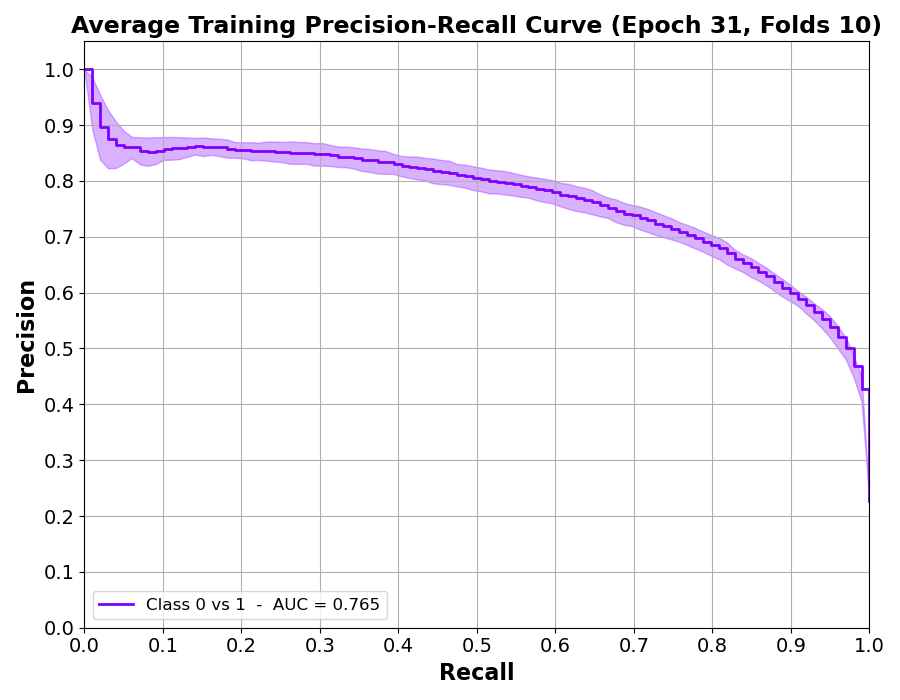 Average Training Precision-Recall Curve (Epoch 31, Folds 10)
Precision
1.0
0.9
0.8
0.7
0.6
0.5
0.4
0.3
0.2
0.1
0.0
Class 0 vs 1 - AUC = 0.765
0.0 0.1 0.2 0.3 0.4 0.5 0.6 0.7 0.8 0.9 1.0
Recall